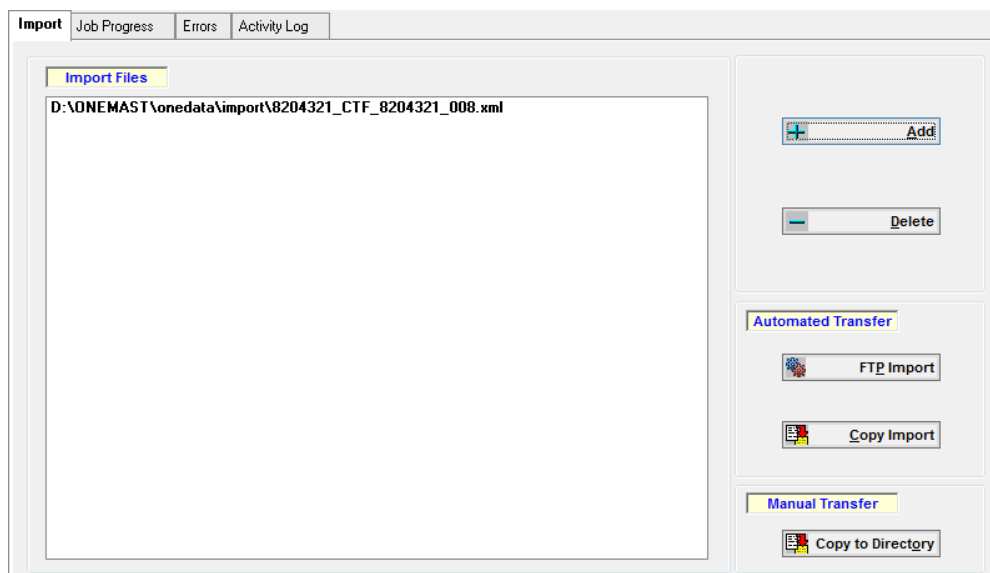 Import Job Progress Errors Activity Log
Import Files
D:\ONEMAST\onedata\import\8204321_CTF_8204321_008.xml
Add
Delete
Automated Transfer
FTP Import
Copy Import
Manual Transfer
Copy to Directory